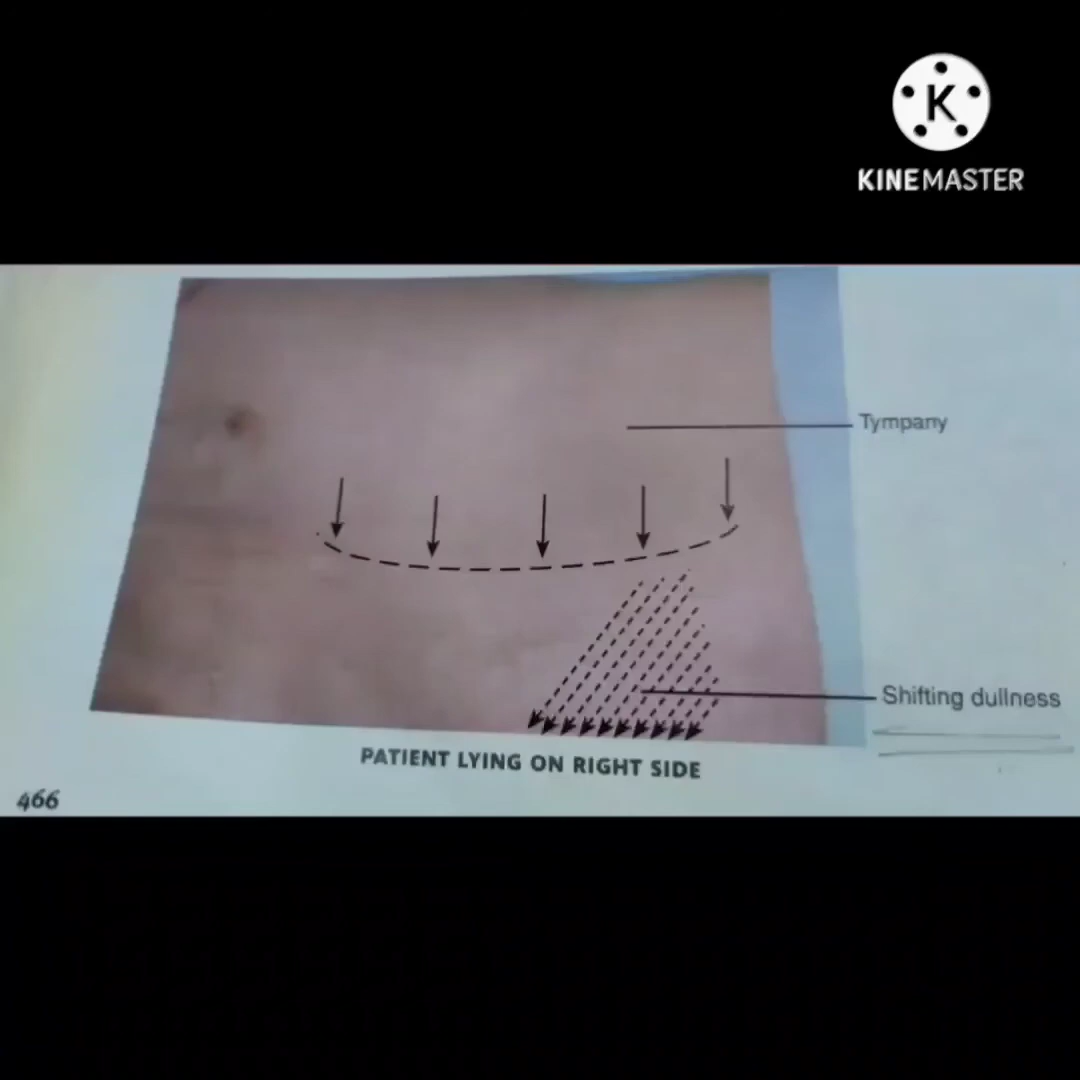 K
KINEMASTER
Tympany
Shifting dullness
PATIENT LYING ON RIGHT SIDE
466